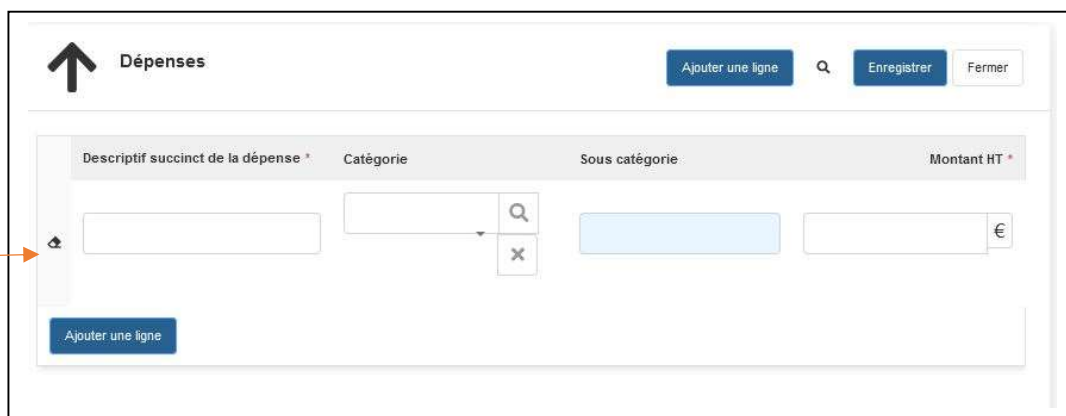 Dépenses
Ajouter une ligne
Enregistrer
Fermer
Descriptif succinct de la dépense *
Catégorie
Sous catégorie
Montant HT *
€
Ajouter une ligne